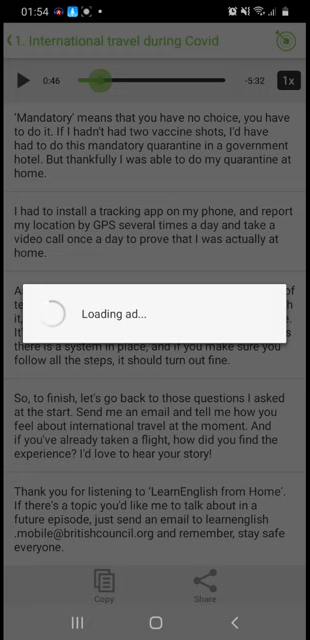 01:54
1. International travel during Covid
0:46
-5:32
1x
'Mandatory' means that you have no choice, you have
to do it. If I hadn't had two vaccine shots, I'd have
had to do this mandatory quarantine in a government
hotel. But thankfully I was able to do my quarantine at
home.
I had to install a tracking app on my phone, and report
my location by GPS several times a day and take a
video call once a day to prove that I was actually at
home.
of
Loading ad...
there is a system in place, and if you make sure you
follow all the steps, it should turn out fine.
So, to finish, let's go back to those questions I asked
at the start. Send me an email and tell me how you
feel about international travel at the moment. And
if you've already taken a flight, how did you find the
experience? I'd love to hear your story!
Thank you for listening to 'LearnEnglish from Home'.
If there's a topic you'd like me to talk about in a
future episode, just send an email to learnenglish
.mobile@britishcouncil.org and remember, stay safe
everyone.
Copy
Share